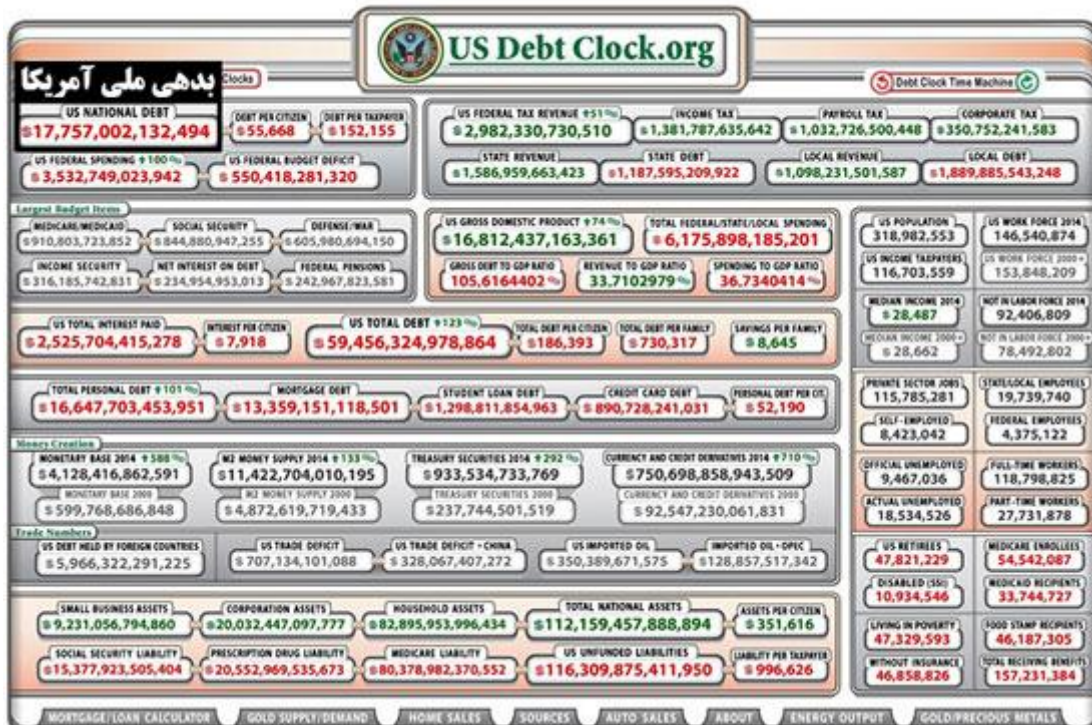 US Debt Clock.org
بدهی ملی آمریکا
Clocks
Debt Clock Time Machine
US NATIONAL DEBT
$17,757,002,132,494
DEBT PER CITIZEN
$55,668
DEBT PER TAXPAYER
$152,155
US FEDERAL SPENDING ↑100%
$3,532,749,023,942
US FEDERAL BUDGET DEFICIT
$550,418,281,320
US FEDERAL TAX REVENUE ↑51%
$2,982,330,730,510
INCOME TAX
$1,381,787,635,642
PAYROLL TAX
$1,032,726,500,448
CORPORATE TAX
$350,752,241,583
STATE REVENUE
$1,586,959,663,423
STATE DEBT
$1,187,595,209,922
LOCAL REVENUE
$1,098,231,501,587
LOCAL DEBT
$1,889,885,543,248
Largest Budget Items
MEDICARE/MEDICAID
$910,803,723,852
SOCIAL SECURITY
$844,880,947,255
DEFENSE/WAR
$605,980,694,150
INCOME SECURITY
$316,185,742,831
NET INTEREST ON DEBT
$234,954,953,013
FEDERAL PENSIONS
$242,967,823,581
US GROSS DOMESTIC PRODUCT ↑74%
$16,812,437,163,361
TOTAL FEDERAL/STATE/LOCAL SPENDING
$6,175,898,185,201
GROSS DEBT TO GDP RATIO
105.6164402%
REVENUE TO GDP RATIO
33.7102979%
SPENDING TO GDP RATIO
36.7340414%
US TOTAL INTEREST PAID
$2,525,704,415,278
INTEREST PER CITIZEN
$7,918
US TOTAL DEBT ↑123%
$59,456,324,978,864
TOTAL DEBT PER CITIZEN
$186,393
TOTAL DEBT PER FAMILY
$730,317
SAVINGS PER FAMILY
$8,645
TOTAL PERSONAL DEBT ↑101%
$16,647,703,453,951
MORTGAGE DEBT
$13,359,151,118,501
STUDENT LOAN DEBT
$1,298,811,854,963
CREDIT CARD DEBT
$890,728,241,031
PERSONAL DEBT PER CIT.
$52,190
Money Creation
MONETARY BASE 2014 ↑588%
$4,128,416,862,591
M2 MONEY SUPPLY 2014 ↑133%
$11,422,704,010,195
TREASURY SECURITIES 2014 ↑292%
$933,534,733,769
CURRENCY AND CREDIT DERIVATIVES 2014 ↑710%
$750,698,858,943,509
MONETARY BASE 2000
$599,768,686,848
M2 MONEY SUPPLY 2000
$4,872,619,719,433
TREASURY SECURITIES 2000
$237,744,501,519
CURRENCY AND CREDIT DERIVATIVES 2000
$92,547,230,061,831
Trade Numbers
US DEBT HELD BY FOREIGN COUNTRIES
$5,966,322,291,225
US TRADE DEFICIT
$707,134,101,088
US TRADE DEFICIT - CHINA
$328,067,407,272
US IMPORTED OIL
$350,389,671,575
IMPORTED OIL - OPEC
$128,857,517,342
SMALL BUSINESS ASSETS
$9,231,056,794,860
CORPORATION ASSETS
$20,032,447,097,777
HOUSEHOLD ASSETS
$82,895,953,996,434
TOTAL NATIONAL ASSETS
$112,159,457,888,894
ASSETS PER CITIZEN
$351,616
SOCIAL SECURITY LIABILITY
$15,377,923,505,404
PRESCRIPTION DRUG LIABILITY
$20,552,969,535,673
MEDICARE LIABILITY
$80,378,982,370,552
US UNFUNDED LIABILITIES
$116,309,875,411,950
LIABILITY PER TAXPAYER
$996,626
US POPULATION
318,982,553
US WORK FORCE 2014
146,540,874
US INCOME TAXPAYERS
116,703,559
US WORK FORCE 2000
153,848,209
MEDIAN INCOME 2014
$28,487
NOT IN LABOR FORCE 2014
92,406,809
MEDIAN INCOME 2000
$28,662
NOT IN LABOR FORCE 2000
78,492,802
PRIVATE SECTOR JOBS
115,785,281
STATE/LOCAL EMPLOYEES
19,739,740
SELF-EMPLOYED
8,423,042
FEDERAL EMPLOYEES
4,375,122
OFFICIAL UNEMPLOYED
9,467,036
FULL-TIME WORKERS
118,798,825
ACTUAL UNEMPLOYED
18,534,526
PART-TIME WORKERS
27,731,878
US RETIREES
47,821,229
MEDICARE ENROLLEES
54,542,087
DISABLED (SSI)
10,934,546
MEDICAID RECIPIENTS
33,744,727
LIVING IN POVERTY
47,329,593
FOOD STAMP RECIPIENTS
46,187,305
WITHOUT INSURANCE
46,858,826
TOTAL RECEIVING BENEFITS
157,231,384
MORTGAGE/LOAN CALCULATOR
GOLD SUPPLY/DEMAND
HOME SALES
SOURCES
AUTO SALES
ABOUT
ENERGY OUTPUT
GOLD/PRECIOUS METALS